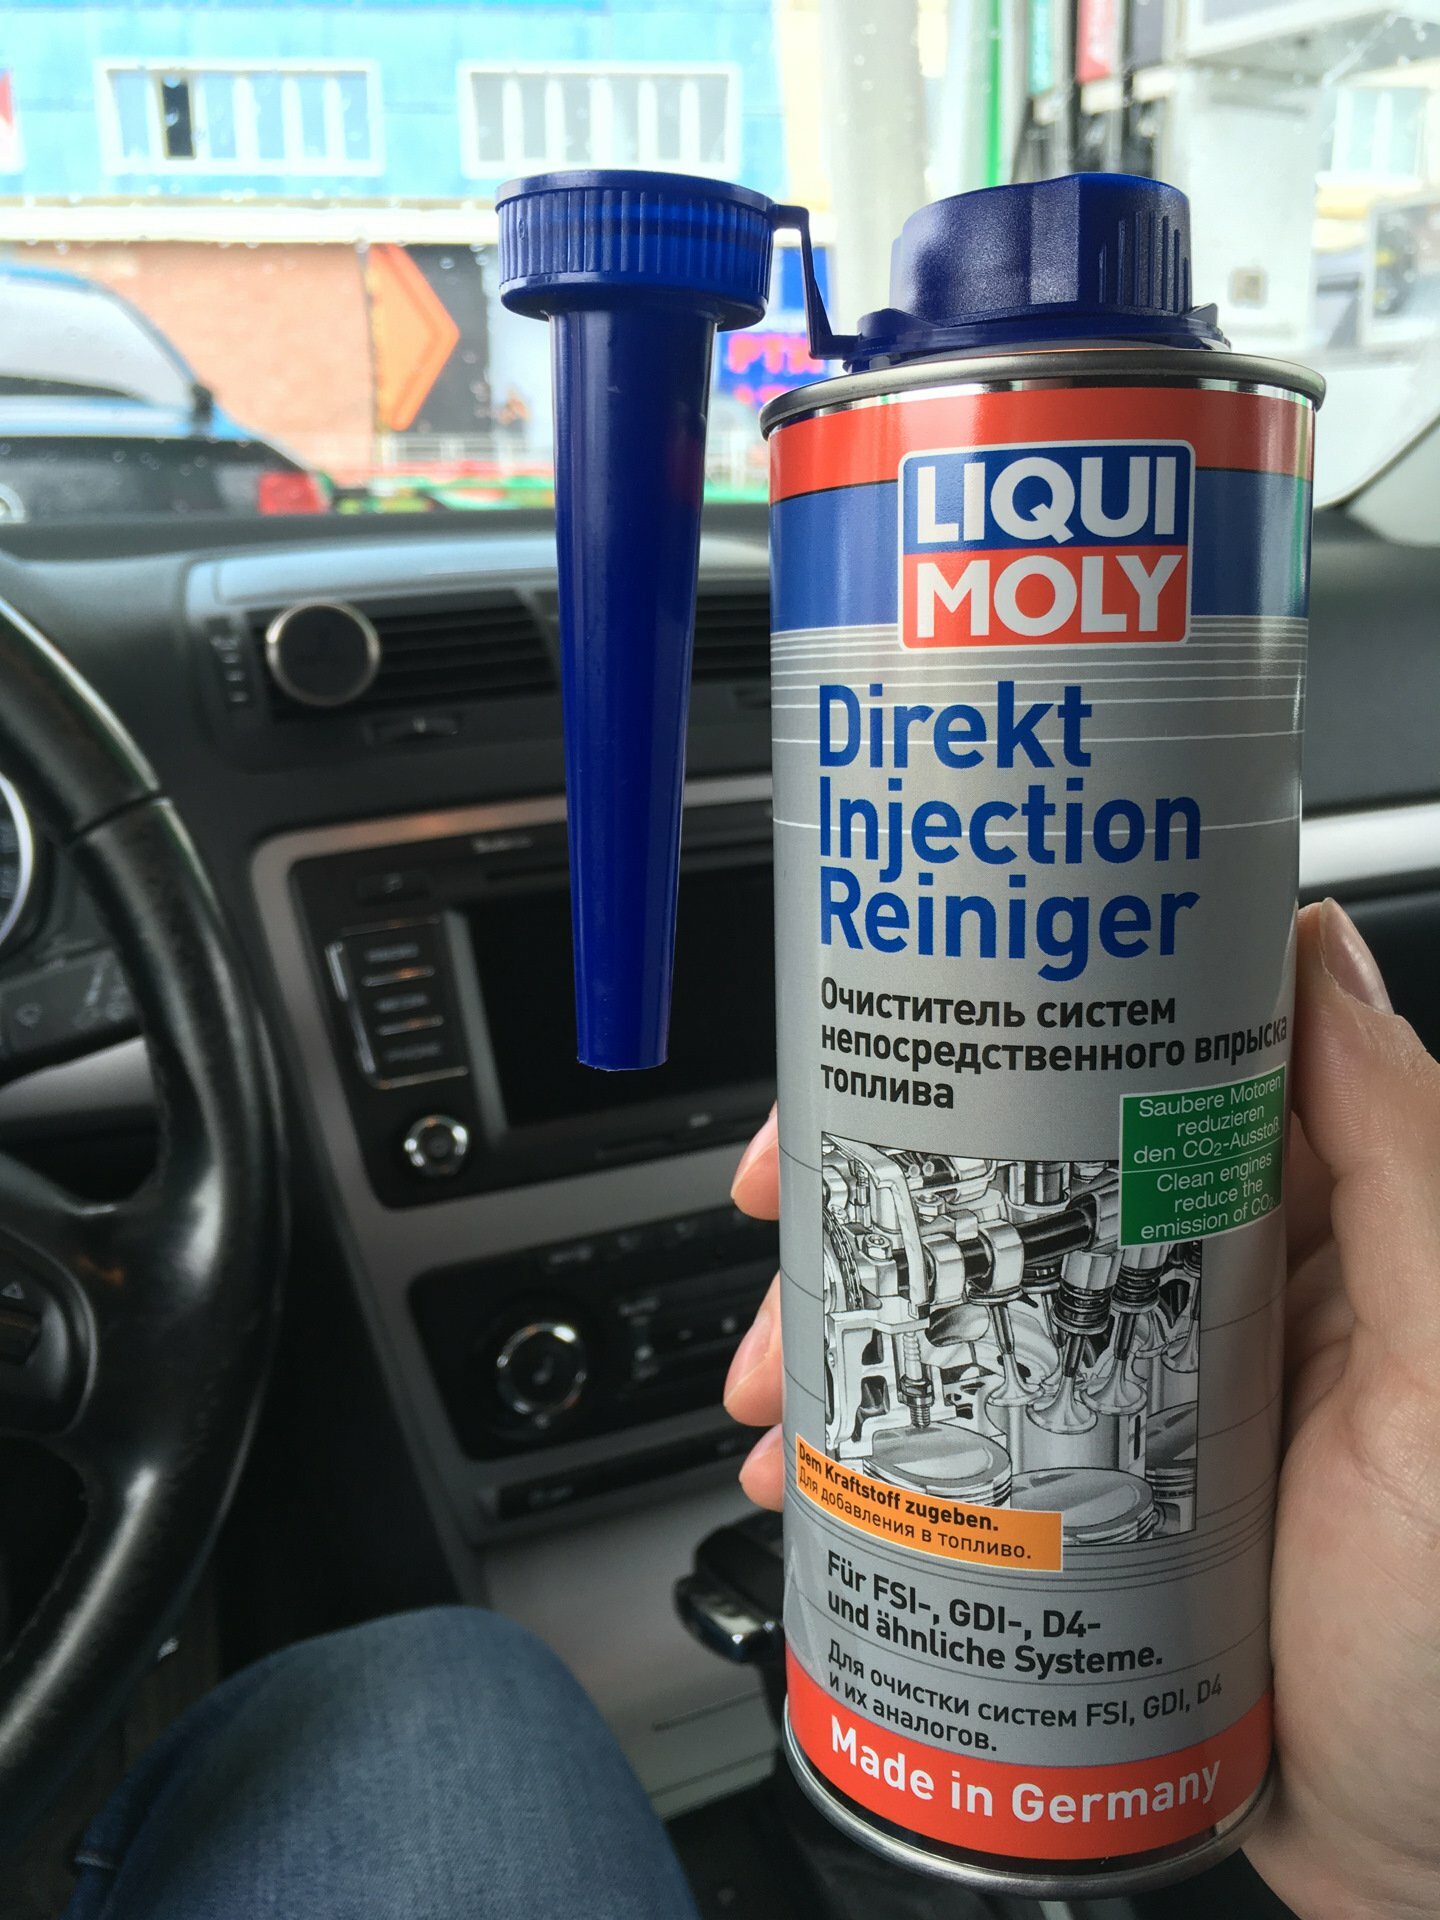 LIQUI
MOLY
Direkt
Injection
Reiniger
Очиститель систем
непосредственного впрыска
топлива
Saubere Motoren
reduzieren
den CO₂-Ausstoß.
Clean engines
reduce the
emission of CO₂.
Dem Kraftstoff zugeben.
Для добавления в топливо.
Für FSI-, GDI-, D4-
und ähnliche Systeme.
Для очистки систем FSI, GDI, D4
и их аналогов.
Made in Germany